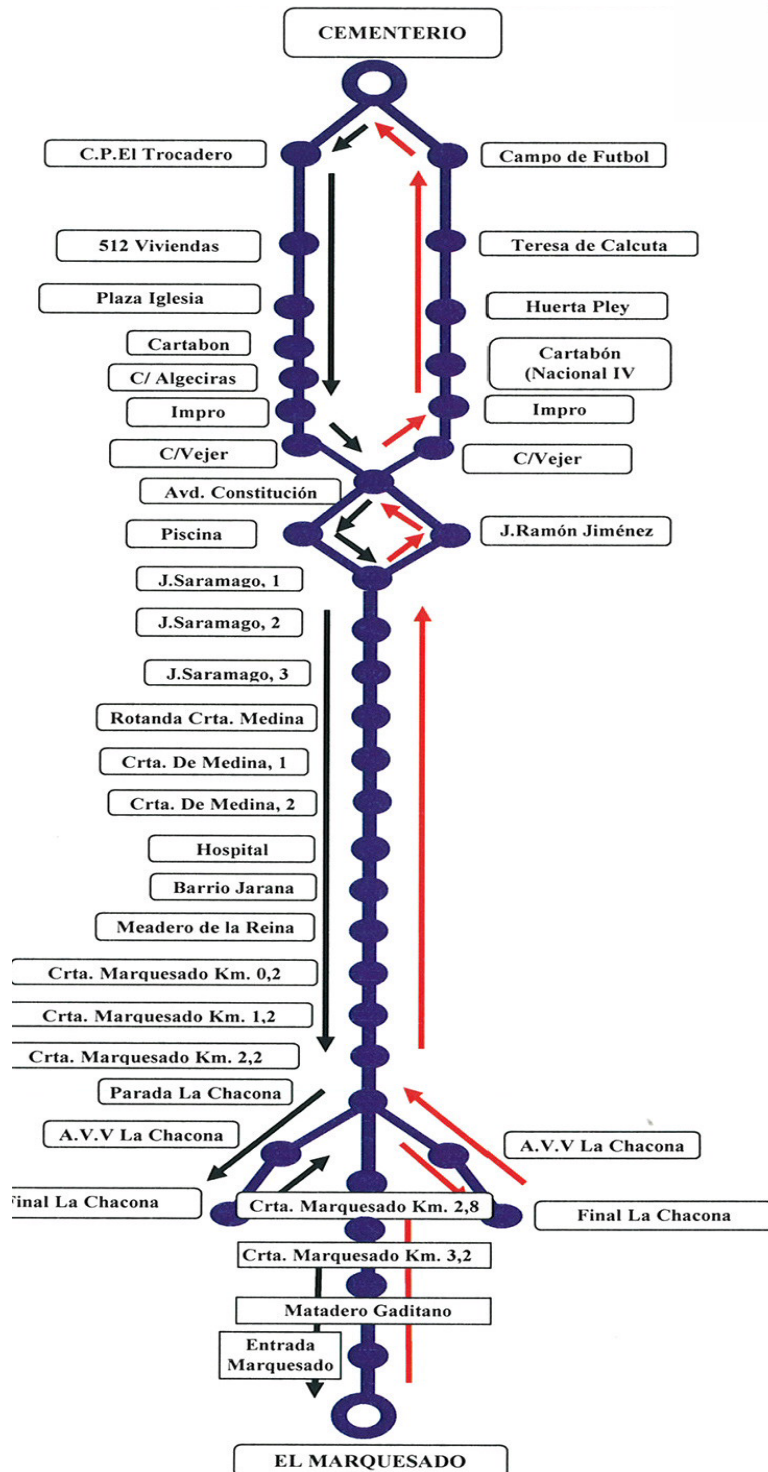 CEMENTERIO
C.P.El Trocadero
Campo de Futbol
512 Viviendas
Teresa de Calcuta
Plaza Iglesia
Huerta Pley
Cartabon
Cartabón
(Nacional IV
C/ Algeciras
Impro
Impro
C/Vejer
C/Vejer
Avd. Constitución
Piscina
J.Ramón Jiménez
J.Saramago, 1
J.Saramago, 2
J.Saramago, 3
Rotanda Crta. Medina
Crta. De Medina, 1
Crta. De Medina, 2
Hospital
Barrio Jarana
Meadero de la Reina
Crta. Marquesado Km. 0,2
Crta. Marquesado Km. 1,2
Crta. Marquesado Km. 2,2
Parada La Chacona
A.V.V La Chacona
A.V.V La Chacona
Final La Chacona
Crta. Marquesado Km. 2,8
Final La Chacona
Crta. Marquesado Km. 3,2
Matadero Gaditano
Entrada
Marquesado
EL MARQUESADO